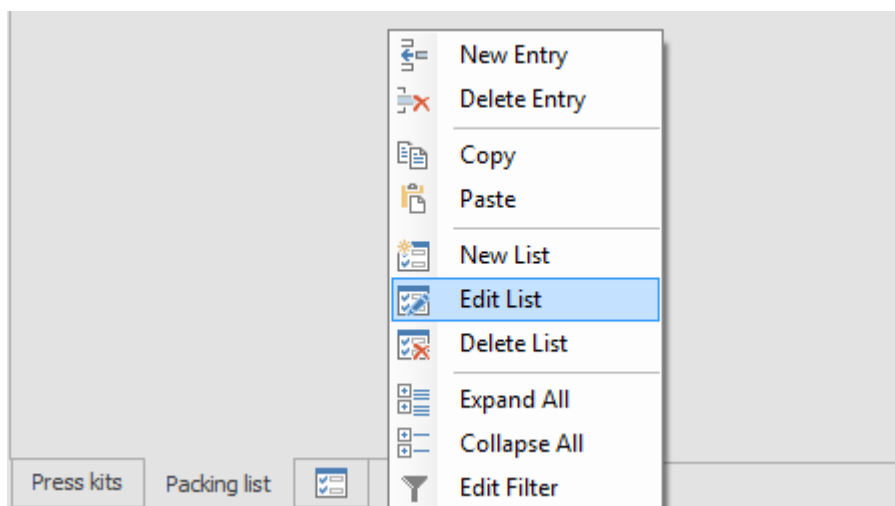 New Entry
Delete Entry
Copy
Paste
New List
Edit List
Delete List
Expand All
Collapse All
Edit Filter
Press kits
Packing list